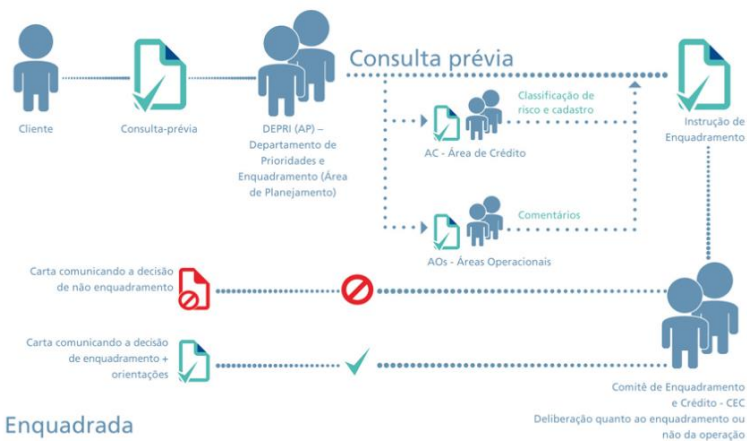 Consulta prévia
Cliente
Consulta-prévia
DEPRI (AP) –
Departamento de
Prioridades e
Enquadramento (Área
de Planejamento)
Classificação de
risco e cadastro
AC - Área de Crédito
Comentários
AOs - Áreas Operacionais
Instrução de
Enquadramento
Carta comunicando a decisão
de não enquadramento
Carta comunicando a decisão
de enquadramento +
orientações
Comitê de Enquadramento
e Crédito - CEC
Deliberação quanto ao enquadramento ou
não da operação
Enquadrada